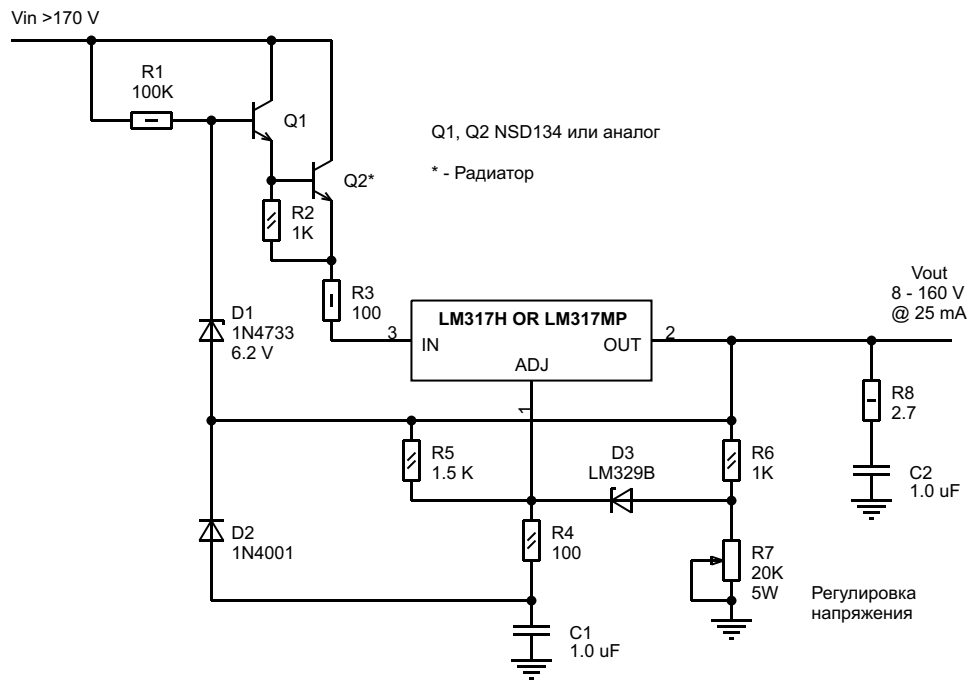 Vin >170 V
R1
100K
Q1
Q1, Q2 NSD134 или аналог
* - Радиатор
Q2*
R2
1K
R3
100
Vout
8 - 160 V
@ 25 mA
D1
1N4733
6.2 V
LM317H OR LM317MP
3
IN
OUT
2
ADJ
1
R8
2.7
R5
1.5 K
D3
LM329B
R6
1K
C2
1.0 uF
D2
1N4001
R4
100
R7
20K
5W
Регулировка
напряжения
C1
1.0 uF